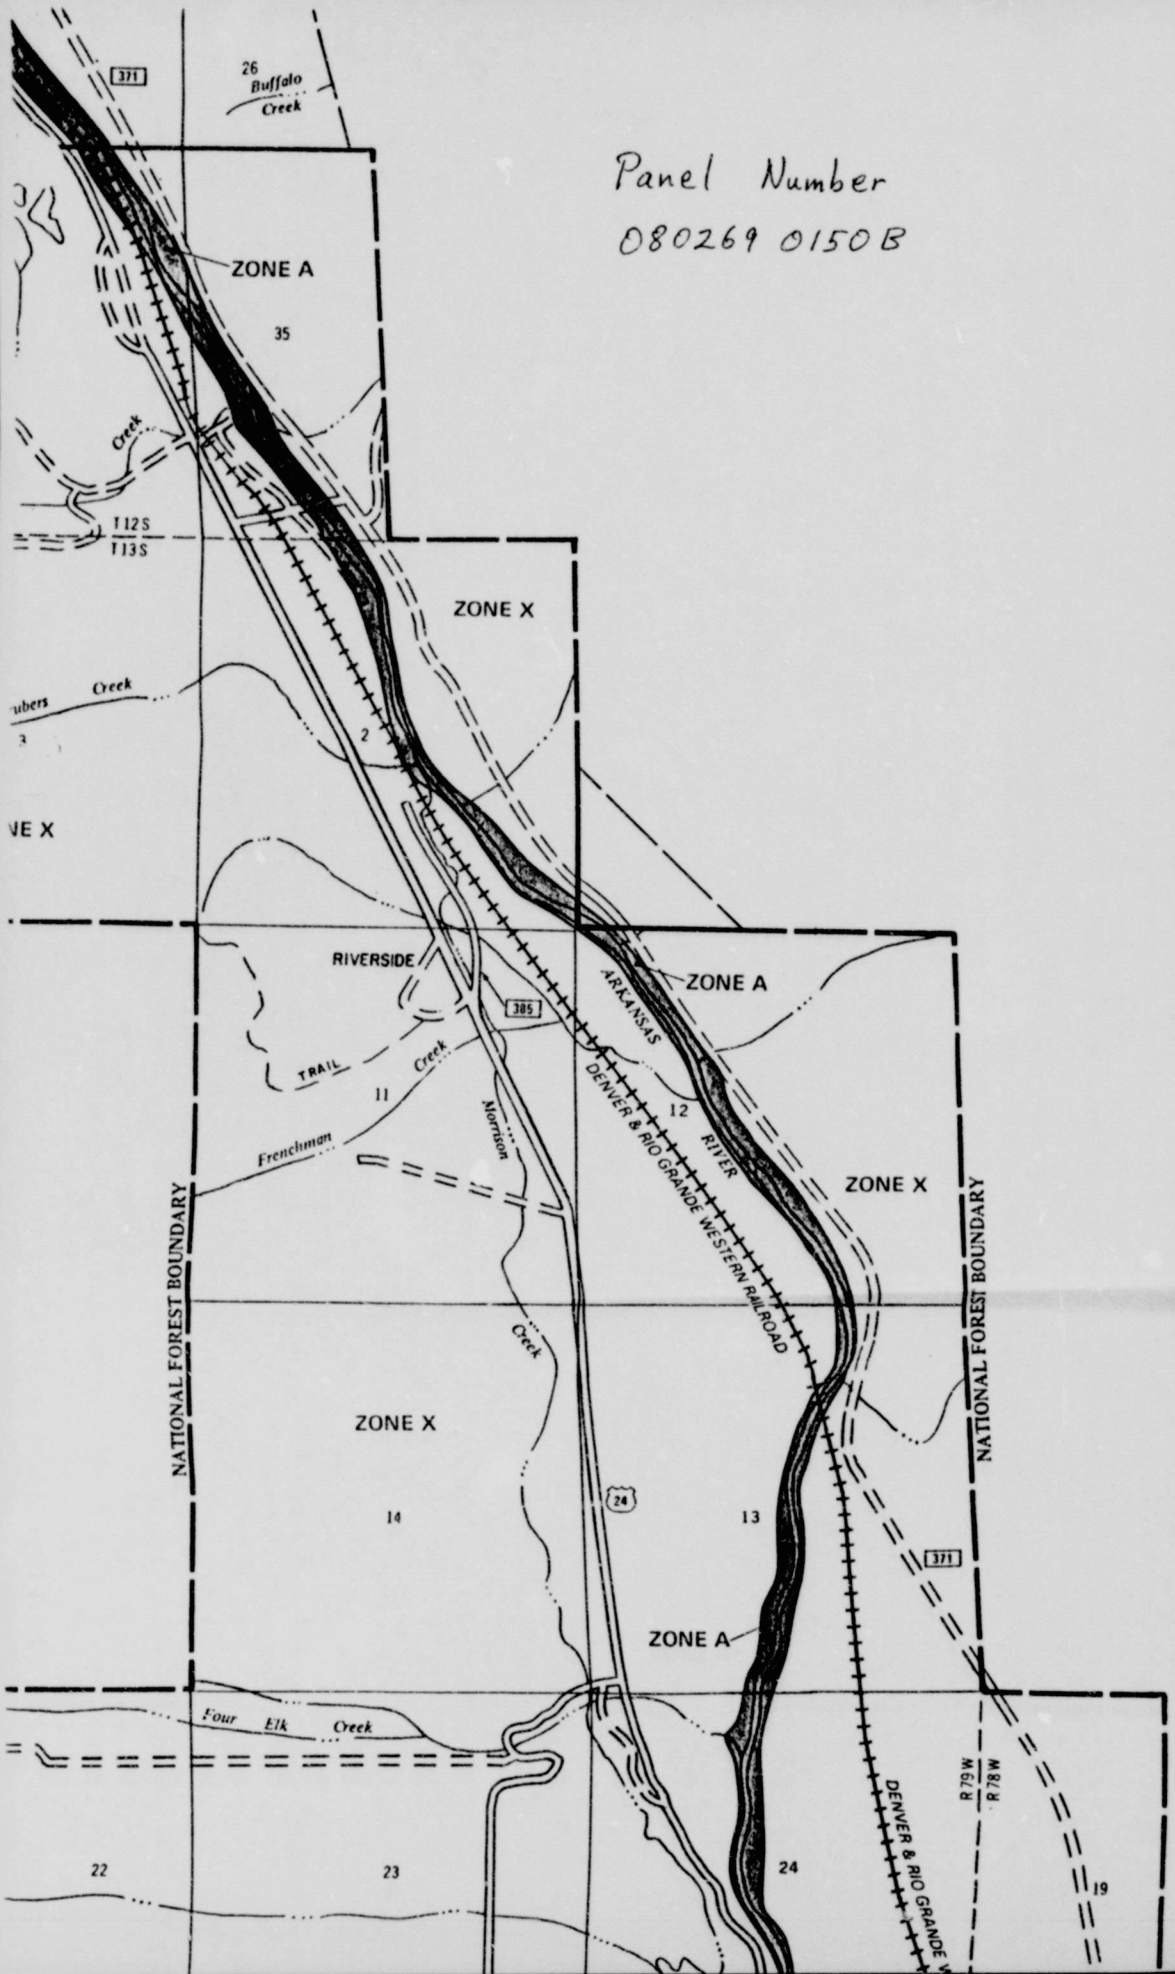 371
26
Buffalo
Creek
Panel Number
080269 0150B
ZONE A
35
Creek
T12S
T13S
ZONE X
ubers Creek
3
2
NE X
RIVERSIDE
ZONE A
ARKANSAS
385
TRAIL
Creek
11
12
Morrison
Frenchman
RIVER
DENVER & RIO GRANDE WESTERN RAILROAD
ZONE X
NATIONAL FOREST BOUNDARY
NATIONAL FOREST BOUNDARY
Creek
ZONE X
24
14
13
371
ZONE A
Four Elk Creek
R79W
R78W
DENVER & RIO GRANDE W
22
23
24
19